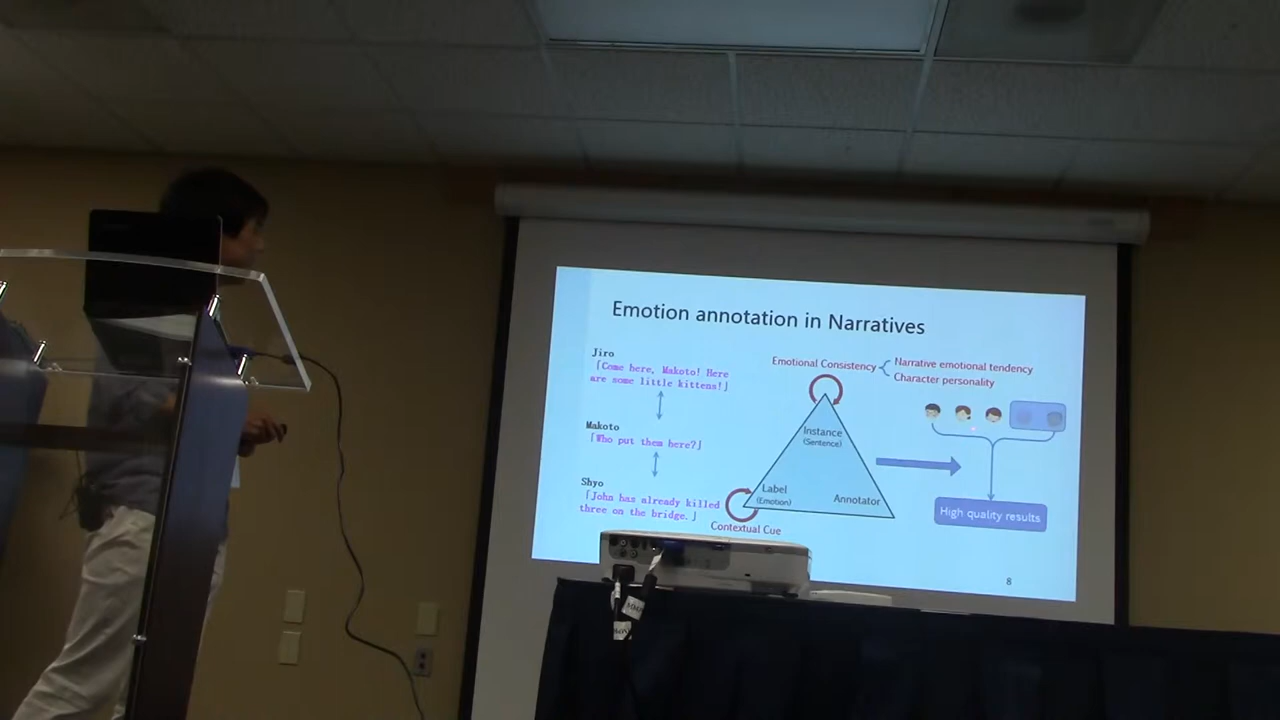 Emotion annotation in Narratives
Jiro
「Come here, Makoto! Here
are some little kittens!」
Makoto
「Who put them here?」
Shyo
「John has already killed
three on the bridge.」
Emotional Consistency
Narrative emotional tendency
Character personality
Instance
(Sentence)
Label
(Emotion)
Annotator
Contextual Cue
High quality results
8